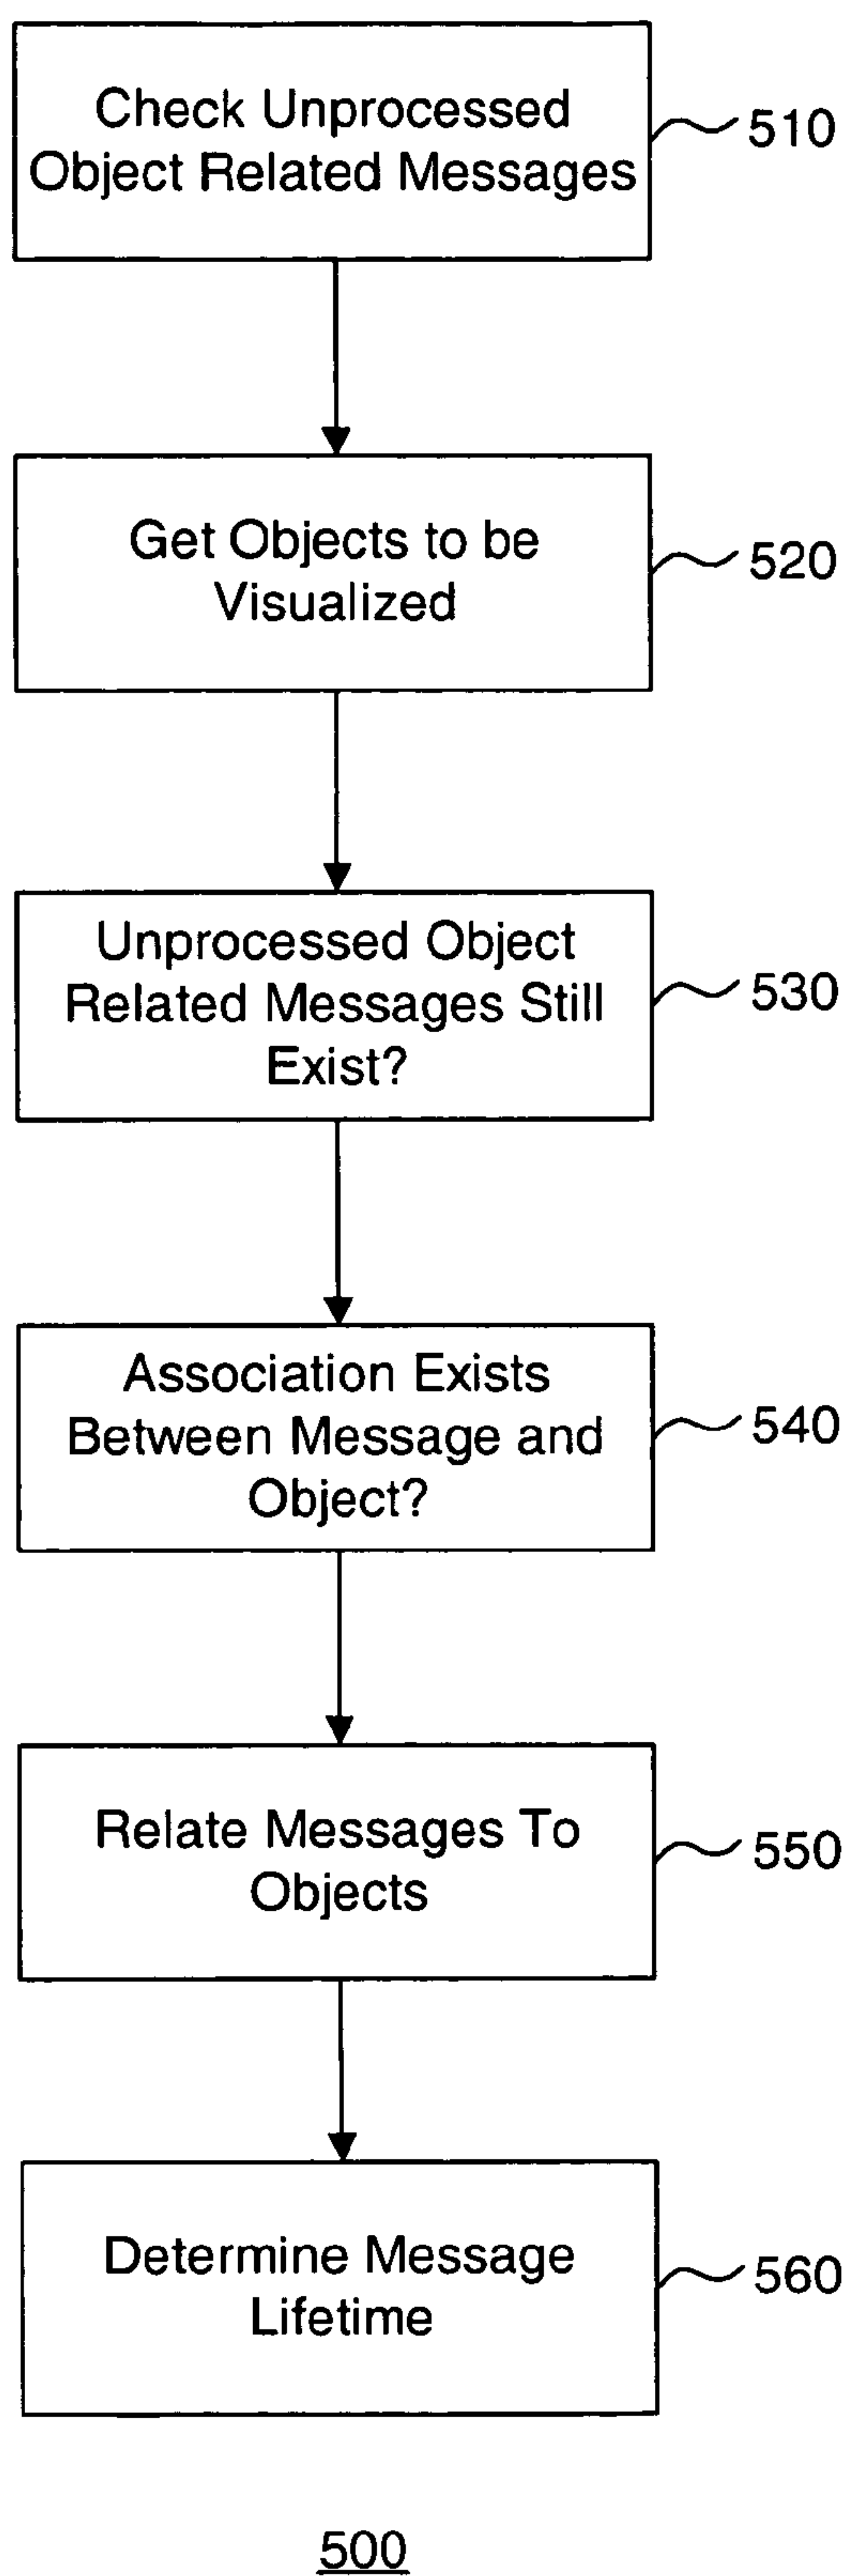 Check Unprocessed
Object Related Messages
510
Get Objects to be
Visualized
520
Unprocessed Object
Related Messages Still
Exist?
530
Association Exists
Between Message and
Object?
540
Relate Messages To
Objects
550
Determine Message
Lifetime
560
500